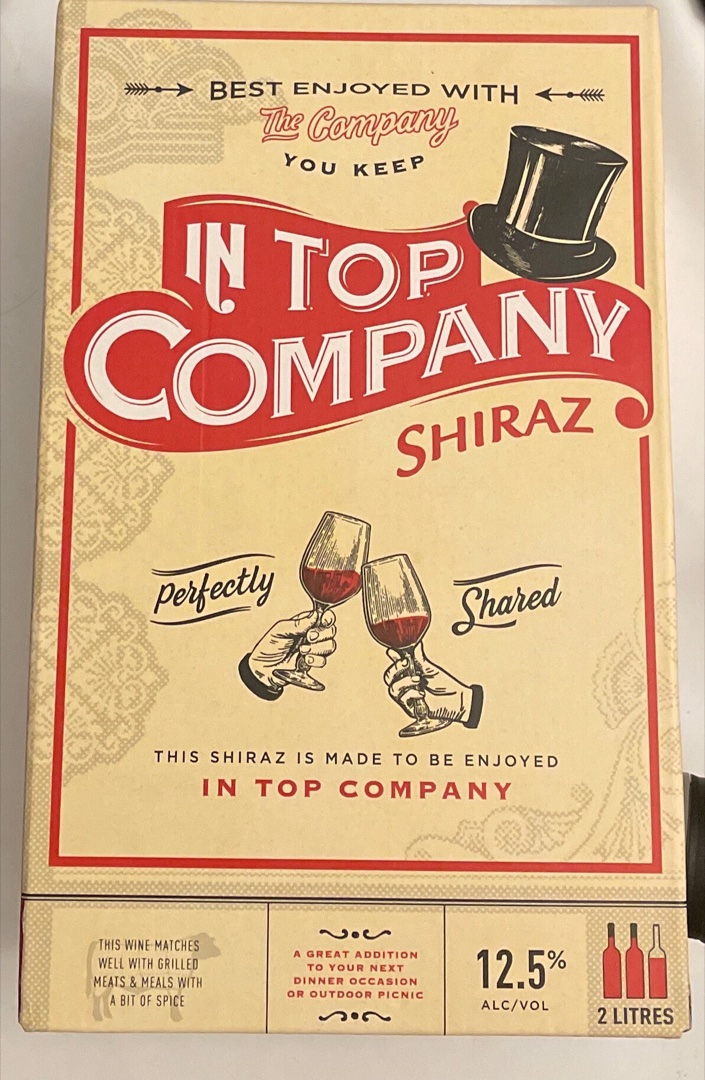 BEST ENJOYED WITH
The Company
YOU KEEP
IN TOP
COMPANY
SHIRAZ
Perfectly
Shared
THIS SHIRAZ IS MADE TO BE ENJOYED
IN TOP COMPANY
THIS WINE MATCHES
WELL WITH GRILLED
MEATS & MEALS WITH
A BIT OF SPICE
A GREAT ADDITION
TO YOUR NEXT
DINNER OCCASION
OR OUTDOOR PICNIC
12.5%
ALC/VOL
2 LITRES